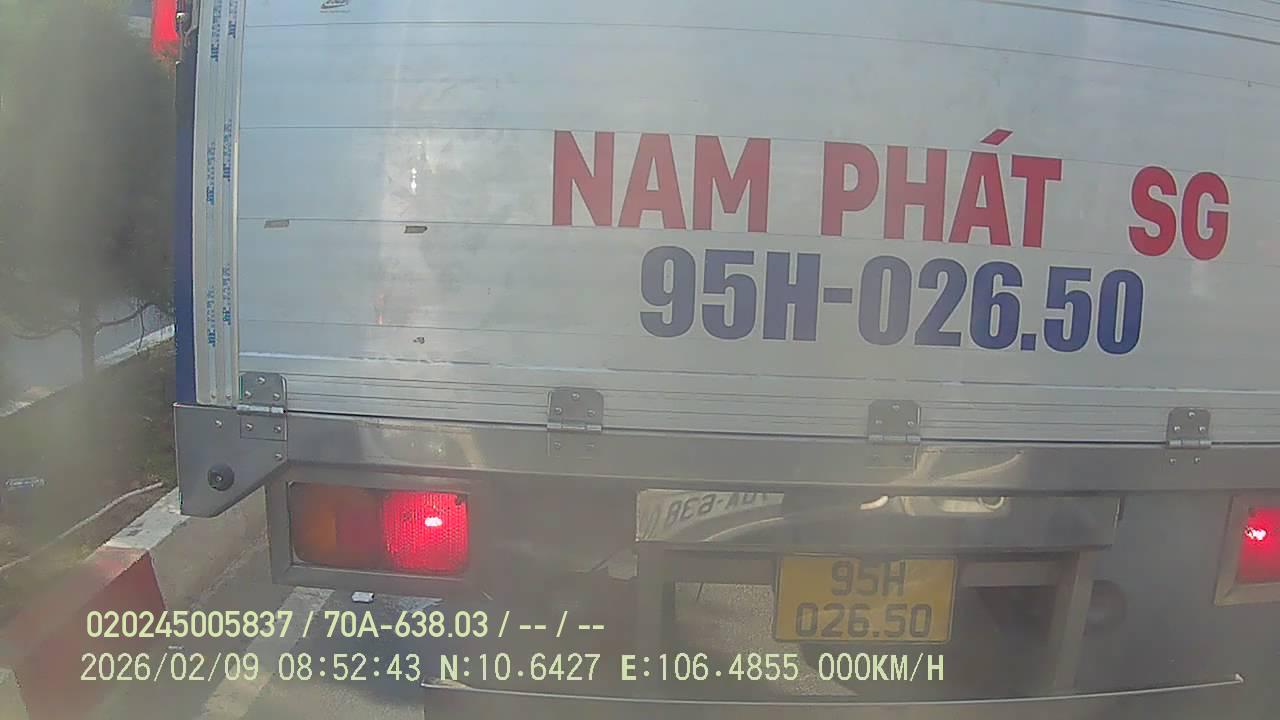 NAM PHÁT SG
95H-026.50
95H
026.50
020245005837 / 70A-638.03 / -- / --
2026/02/09 08:52:43 N:10.6427 E:106.4855 000KM/H